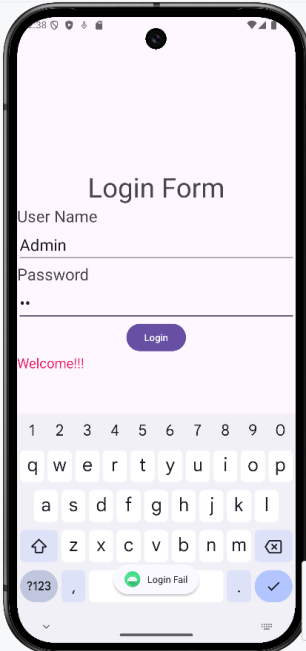 :38
Login Form
User Name
Admin
Password
••
Login
Welcome!!!
1 2 3 4 5 6 7 8 9 0
q w e r t y u i o p
a s d f g h j k l
z x c v b n m
?123 , .
Login Fail